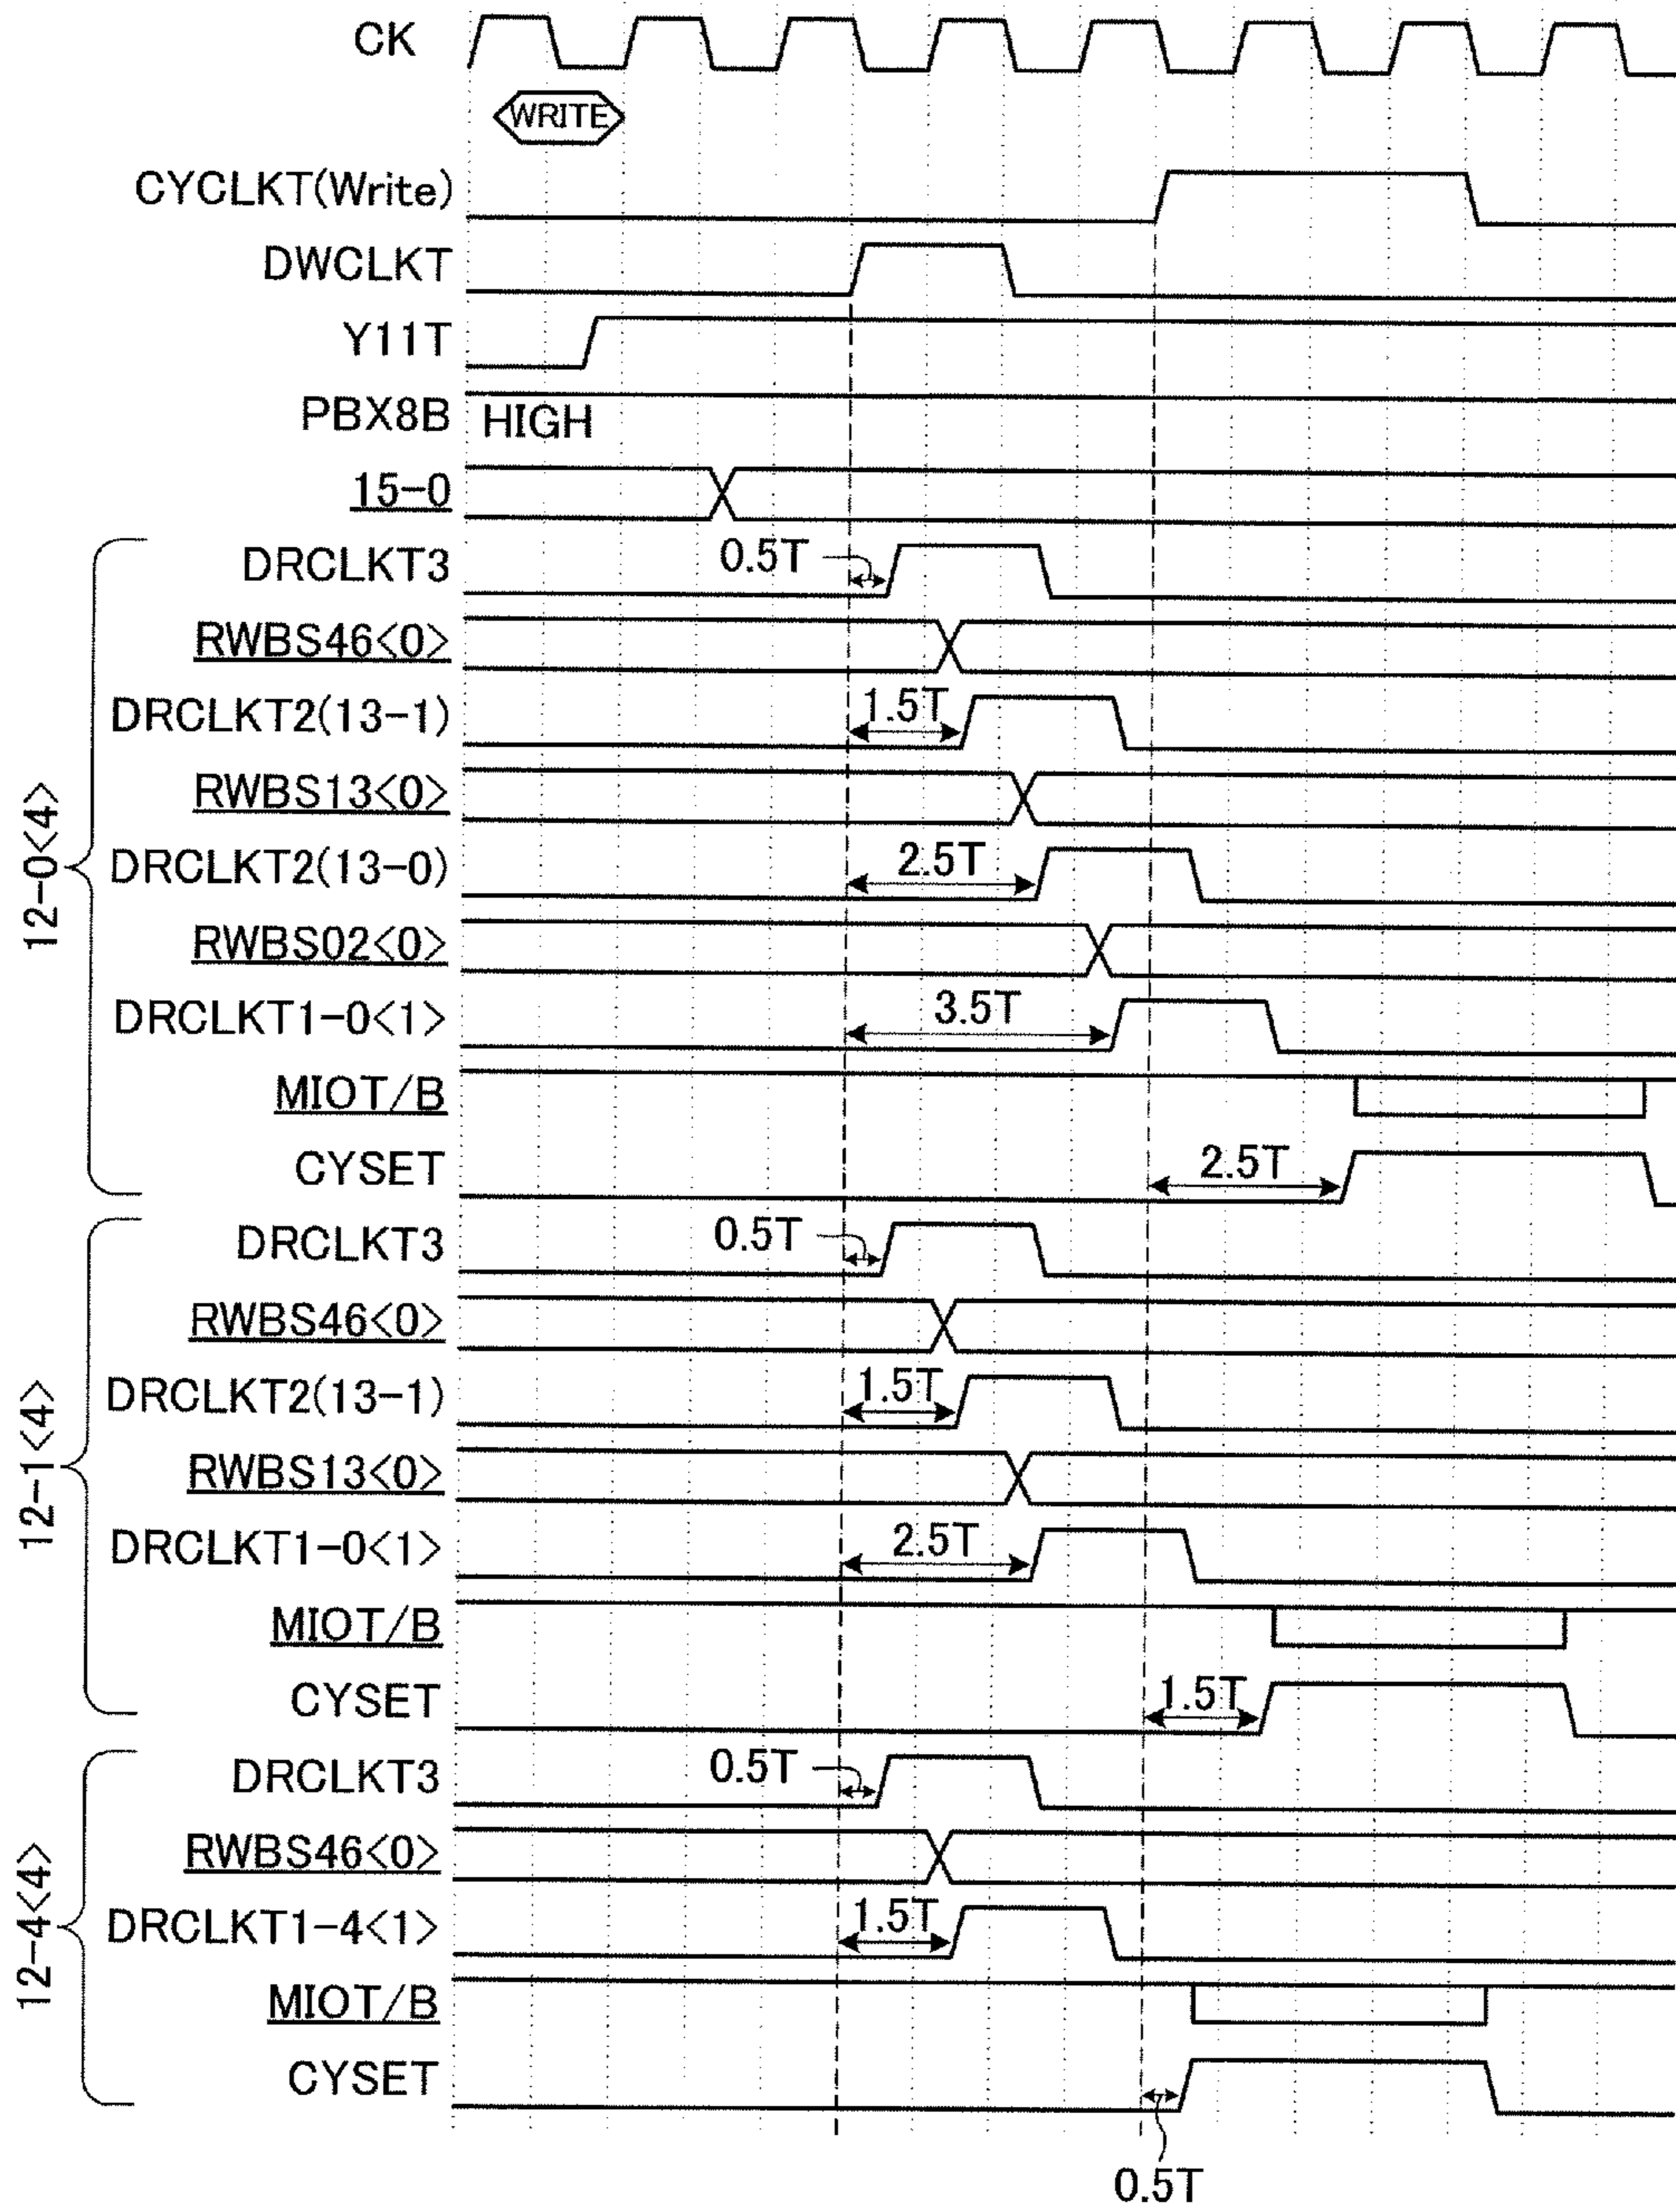 CK
WRITE
CYCLKT(Write)
DWCLKT
Y11T
PBX8B HIGH
15-0
12-0<4>
DRCLKT3 0.5T
RWBS46<0>
DRCLKT2(13-1) 1.5T
RWBS13<0>
DRCLKT2(13-0) 2.5T
RWBS02<0>
DRCLKT1-0<1> 3.5T
MIOT/B
CYSET 2.5T
12-1<4>
DRCLKT3 0.5T
RWBS46<0>
DRCLKT2(13-1) 1.5T
RWBS13<0>
DRCLKT1-0<1> 2.5T
MIOT/B
CYSET 1.5T
12-4<4>
DRCLKT3 0.5T
RWBS46<0>
DRCLKT1-4<1> 1.5T
MIOT/B
CYSET
0.5T